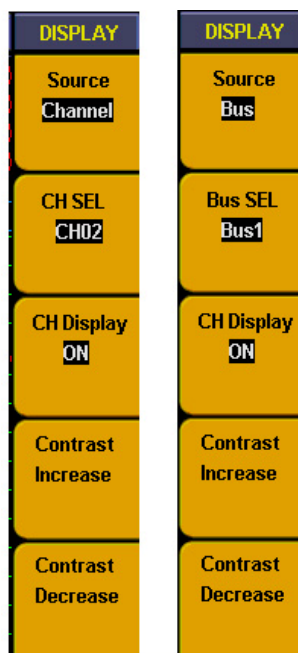 DISPLAY
Source
Channel
CH SEL
CH02
CH Display
ON
Contrast
Increase
Contrast
Decrease
DISPLAY
Source
Bus
Bus SEL
Bus1
CH Display
ON
Contrast
Increase
Contrast
Decrease